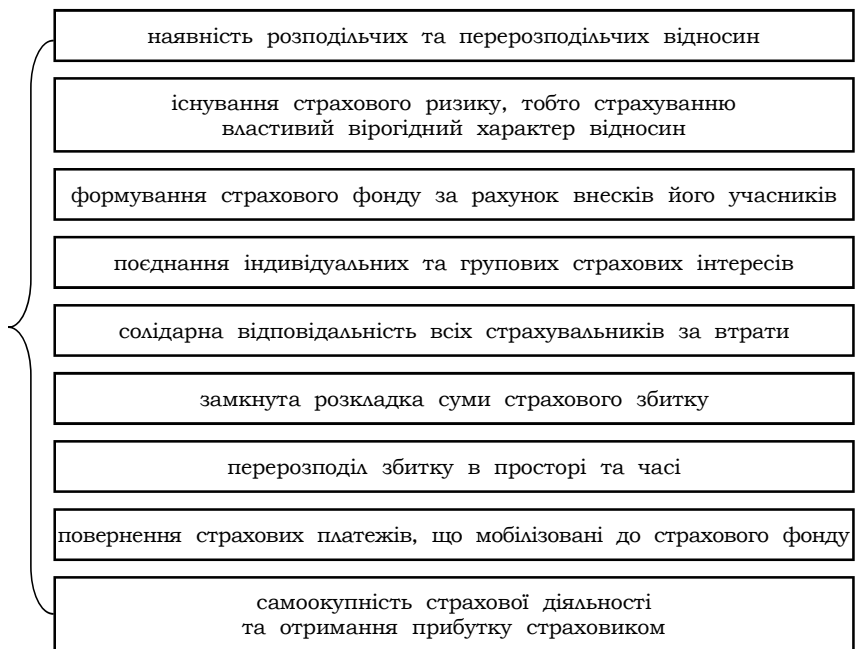 наявність розподільчих та перерозподільчих відносин
існування страхового ризику, тобто страхуванню
властивий вірогідний характер відносин
формування страхового фонду за рахунок внесків його учасників
поєднання індивідуальних та групових страхових інтересів
солідарна відповідальність всіх страхувальників за втрати
замкнута розкладка суми страхового збитку
перерозподіл збитку в просторі та часі
повернення страхових платежів, що мобілізовані до страхового фонду
самоокупність страхової діяльності
та отримання прибутку страховиком